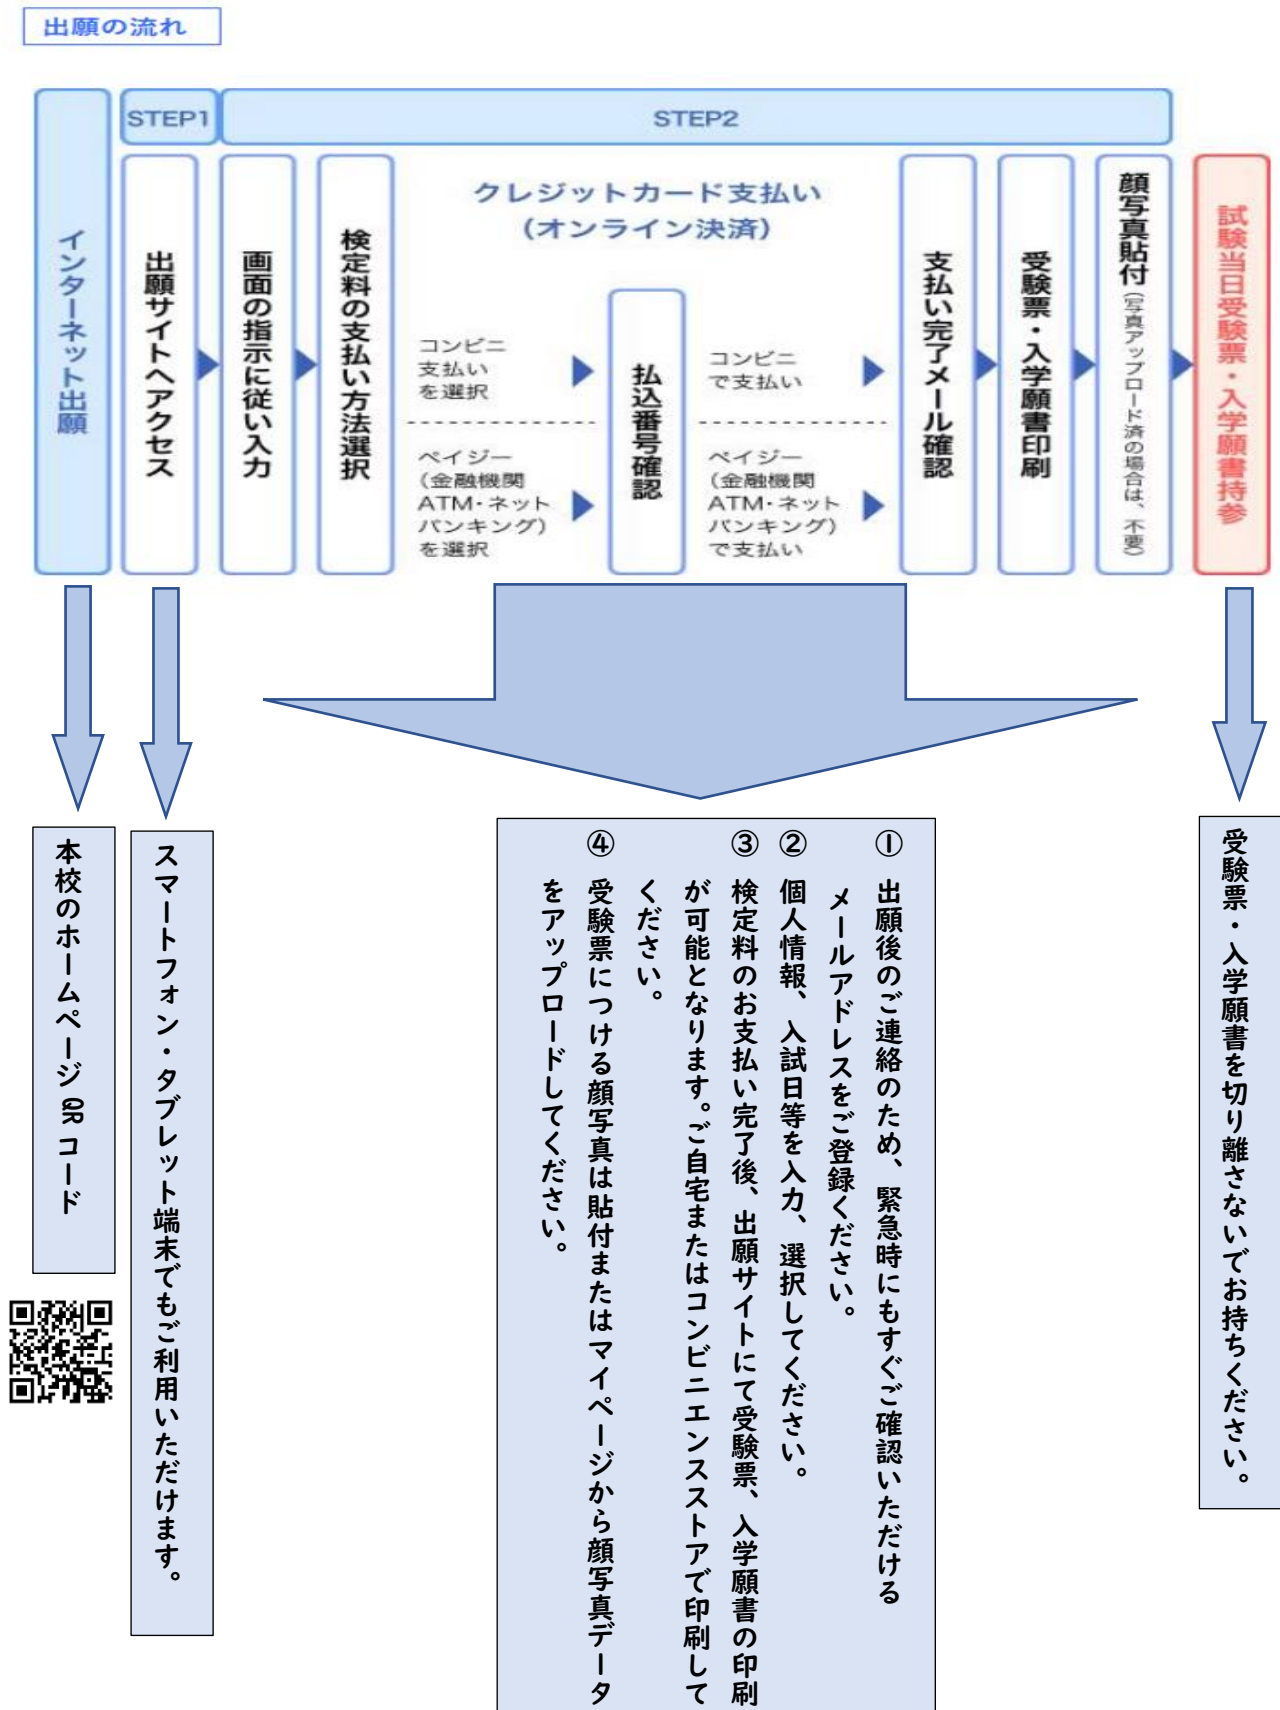 出願の流れ
インターネット出願
STEP1
STEP2
出願サイトへアクセス
画面の指示に従い入力
検定料の支払い方法選択
クレジットカード支払い
(オンライン決済)
コンビニ
支払い
を選択
ペイジー
(金融機関
ATM・ネット
バンキング)
を選択
払込番号確認
コンビニ
で支払い
ペイジー
(金融機関
ATM・ネット
バンキング)
で支払い
支払い完了メール確認
受験票・入学願書印刷
顔写真貼付(写真アップロード済の場合は、不要)
試験当日受験票・入学願書持参
本校のホームページ QR コード
スマートフォン・タブレット端末でもご利用いただけます。
① 出願後のご連絡のため、緊急時にもすぐご確認いただける
メールアドレスをご登録ください。
② 個人情報、入試日等を入力、選択してください。
③ 検定料のお支払い完了後、出願サイトにて受験票、入学願書の印刷
が可能となります。ご自宅またはコンビニエンスストアで印刷して
ください。
④ 受験票につける顔写真は貼付またはマイページから顔写真データ
をアップロードしてください。
受験票・入学願書を切り離さないでお持ちください。